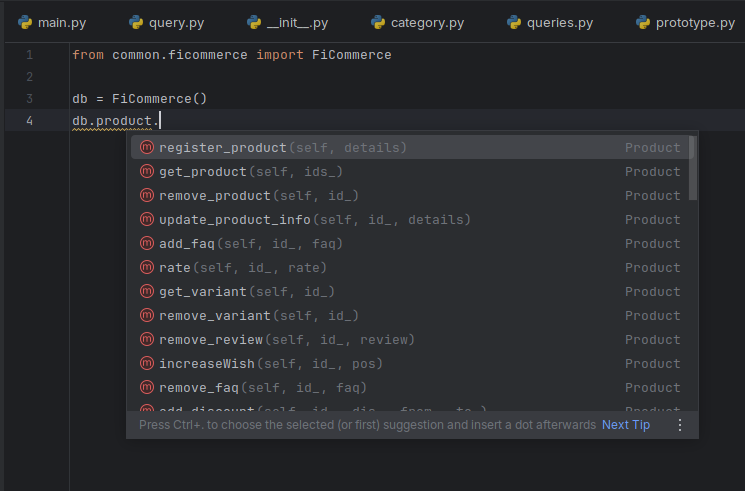 main.py query.py __init__.py category.py queries.py prototype.py
1 from common.ficommerce import FiCommerce
2
3 db = FiCommerce()
4 db.product.
register_product(self, details) Product
get_product(self, ids_) Product
remove_product(self, id_) Product
update_product_info(self, id_, details) Product
add_faq(self, id_, faq) Product
rate(self, id_, rate) Product
get_variant(self, id_) Product
remove_variant(self, id_) Product
remove_review(self, id_, review) Product
increaseWish(self, id_, pos) Product
remove_faq(self, id_, faq) Product
add_discount(self, id_, dis_, from_, to_) Product
Press Ctrl+. to choose the selected (or first) suggestion and insert a dot afterwards Next Tip